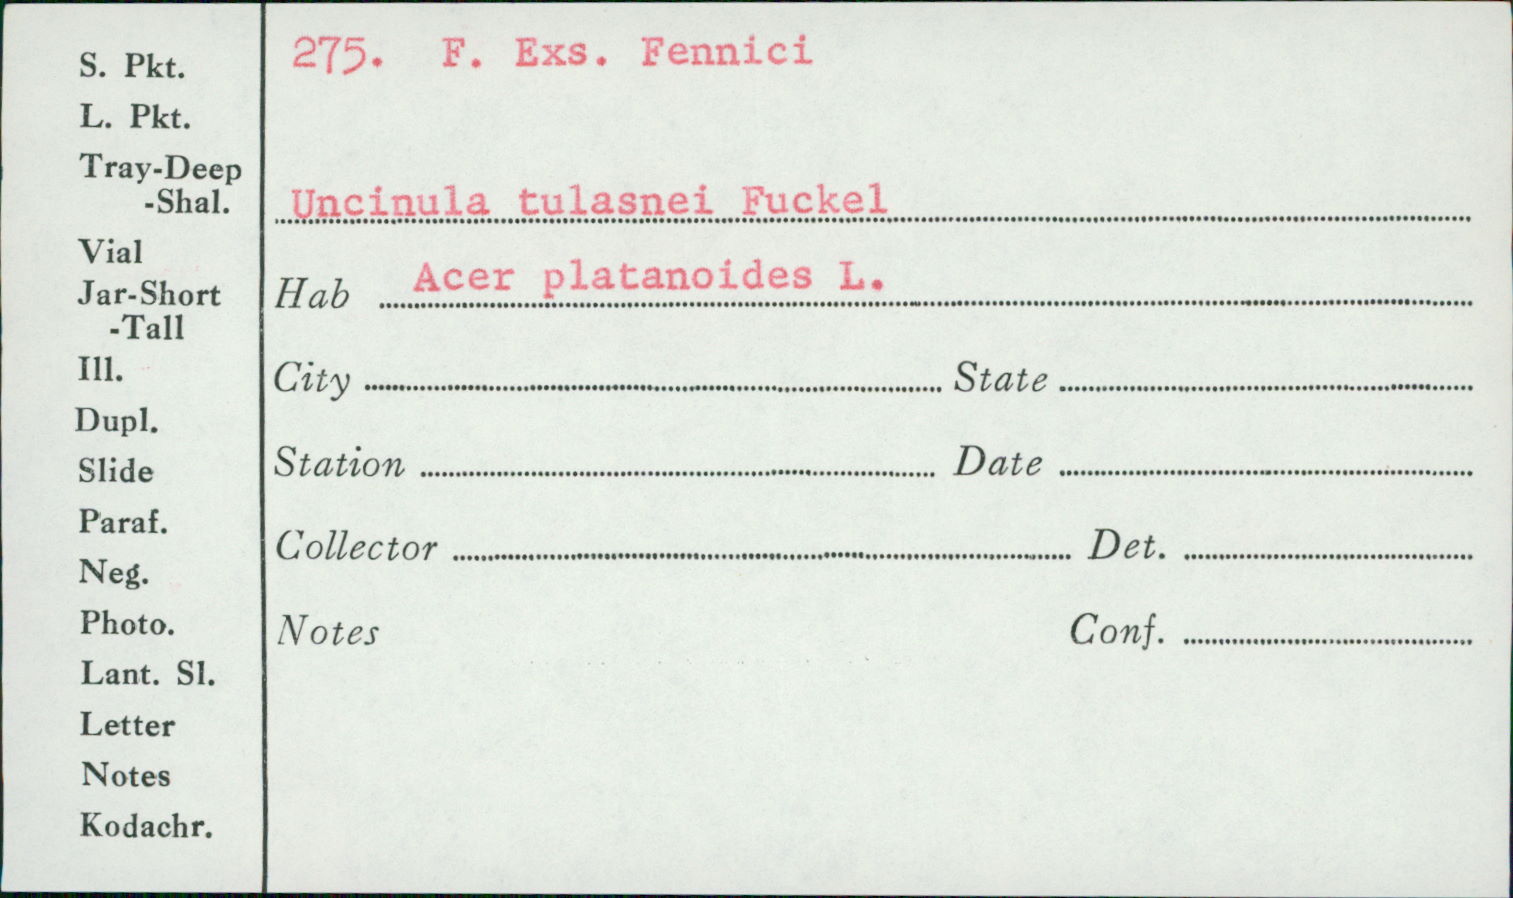 275. F. Exs. Fennici
Uncinula tulasnei Fuckel
Hab Acer platanoides L.
City State
Station Date
Collector Det.
Notes Conf.
S. Pkt.
L. Pkt.
Tray-Deep
-Shal.
Vial
Jar-Short
-Tall
Ill.
Dupl.
Slide
Paraf.
Neg.
Photo.
Lant. Sl.
Letter
Notes
Kodachr.